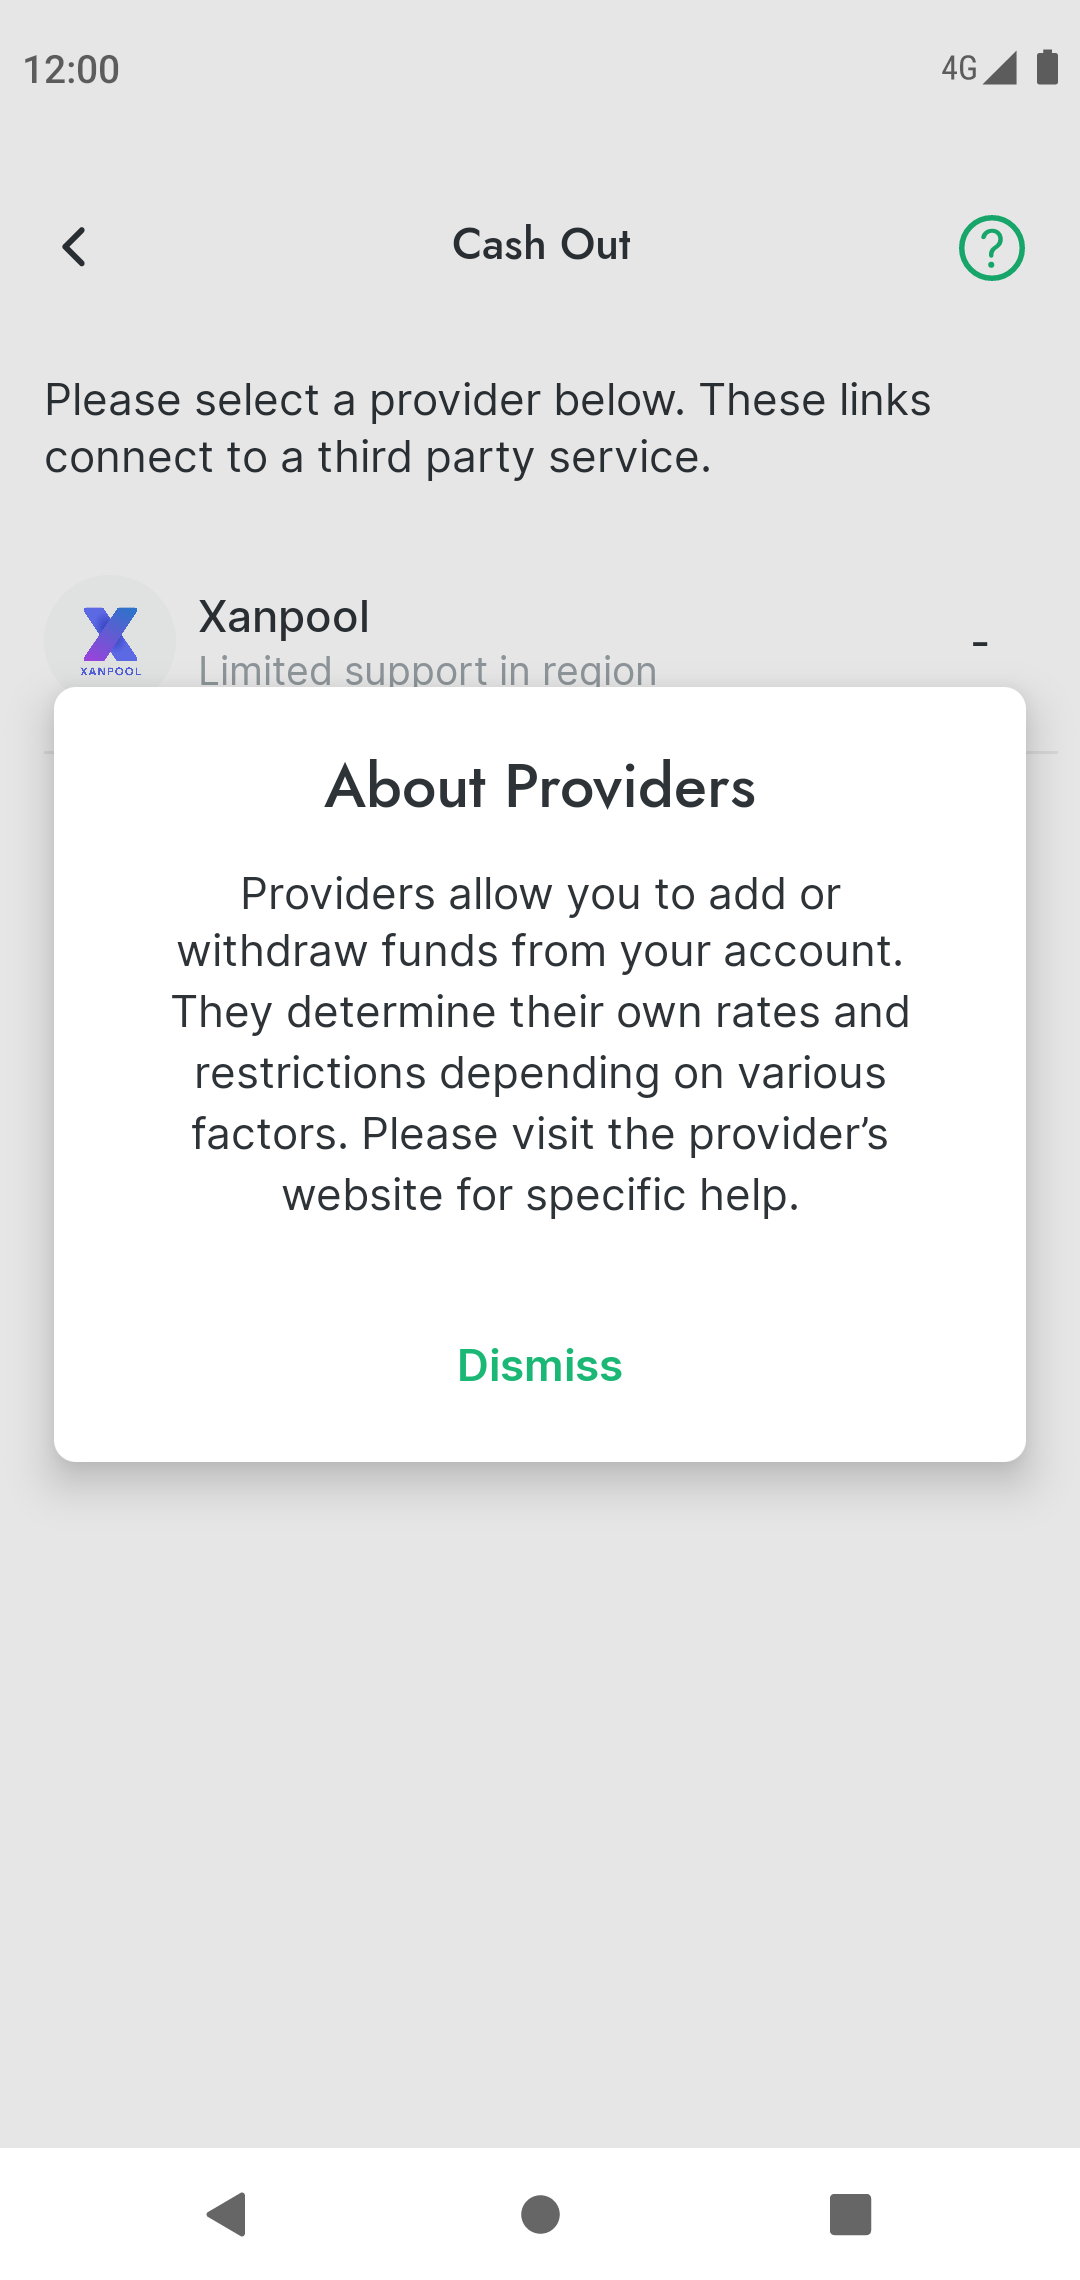 12:00
4G
Cash Out
Please select a provider below. These links
connect to a third party service.
Xanpool
-
XANPOOL
Limited support in region
About Providers
Providers allow you to add or
withdraw funds from your account.
They determine their own rates and
restrictions depending on various
factors. Please visit the provider’s
website for specific help.
Dismiss